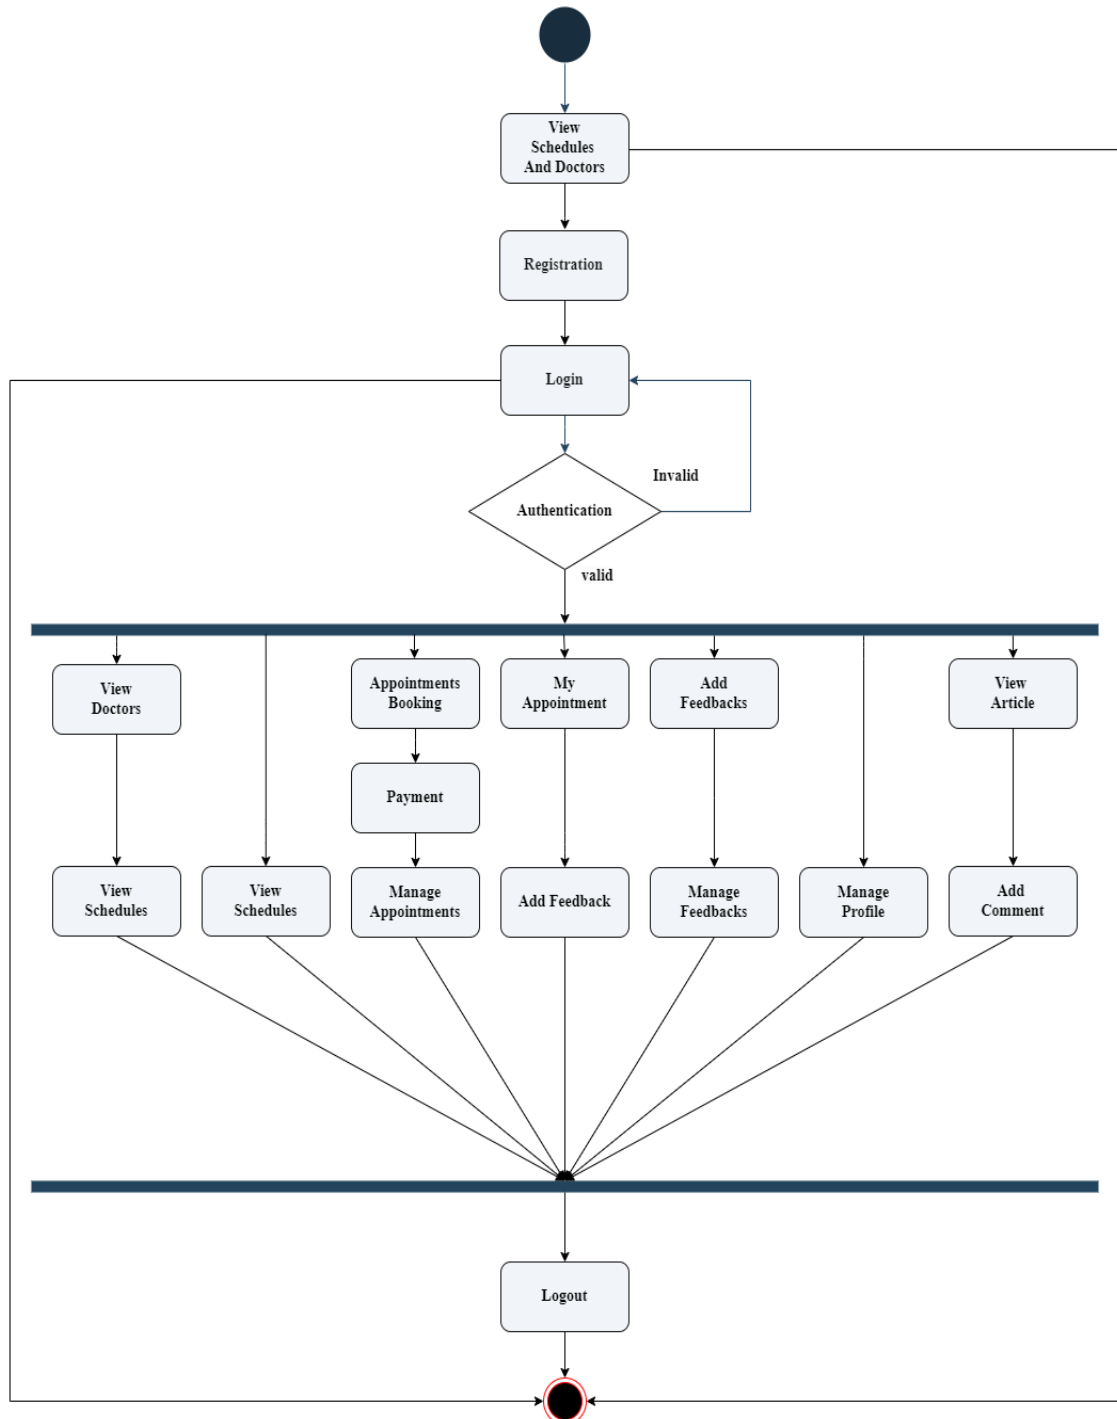 View
Schedules
And Doctors
Registration
Login
Invalid
Authentication
valid
View
Doctors
Appointments
Booking
My
Appointment
Add
Feedbacks
View
Article
Payment
View
Schedules
View
Schedules
Manage
Appointments
Add Feedback
Manage
Feedbacks
Manage
Profile
Add
Comment
Logout